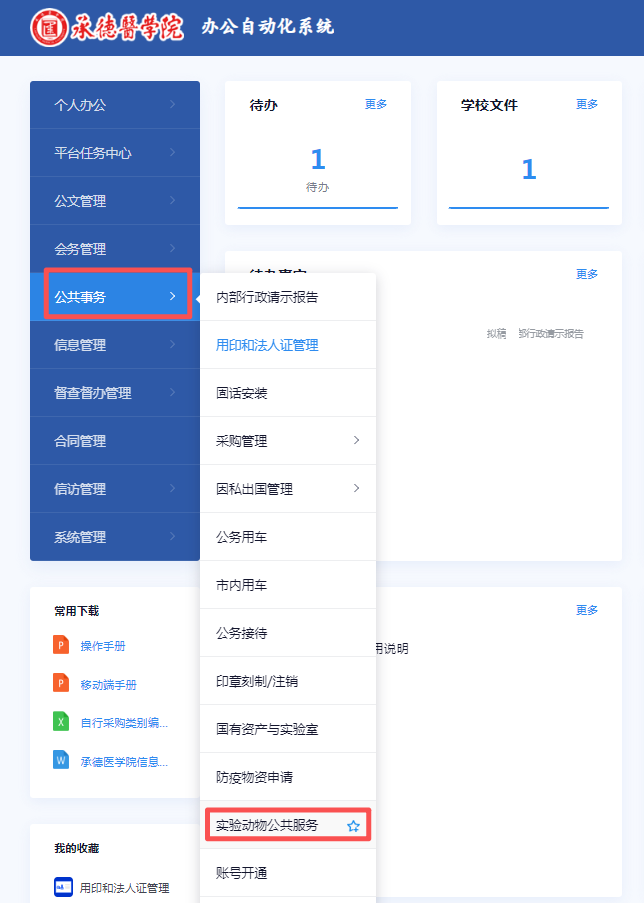 承德醫学院 办公自动化系统
个人办公
平台任务中心
公文管理
会务管理
公共事务
信息管理
督查督办管理
合同管理
信访管理
系统管理
待办 更多
1
待办
学校文件 更多
1
更多
拟稿 部行政请示报告
内部行政请示报告
用印和法人证管理
固话安装
采购管理
因私出国管理
公务用车
市内用车
公务接待
印章刻制/注销
国有资产与实验室
防疫物资申请
实验动物公共服务
账号开通
常用下载
P 操作手册
P 移动端手册
X 自行采购类别编...
W 承德医学院信息...
更多
用说明
我的收藏
用印和法人证管理